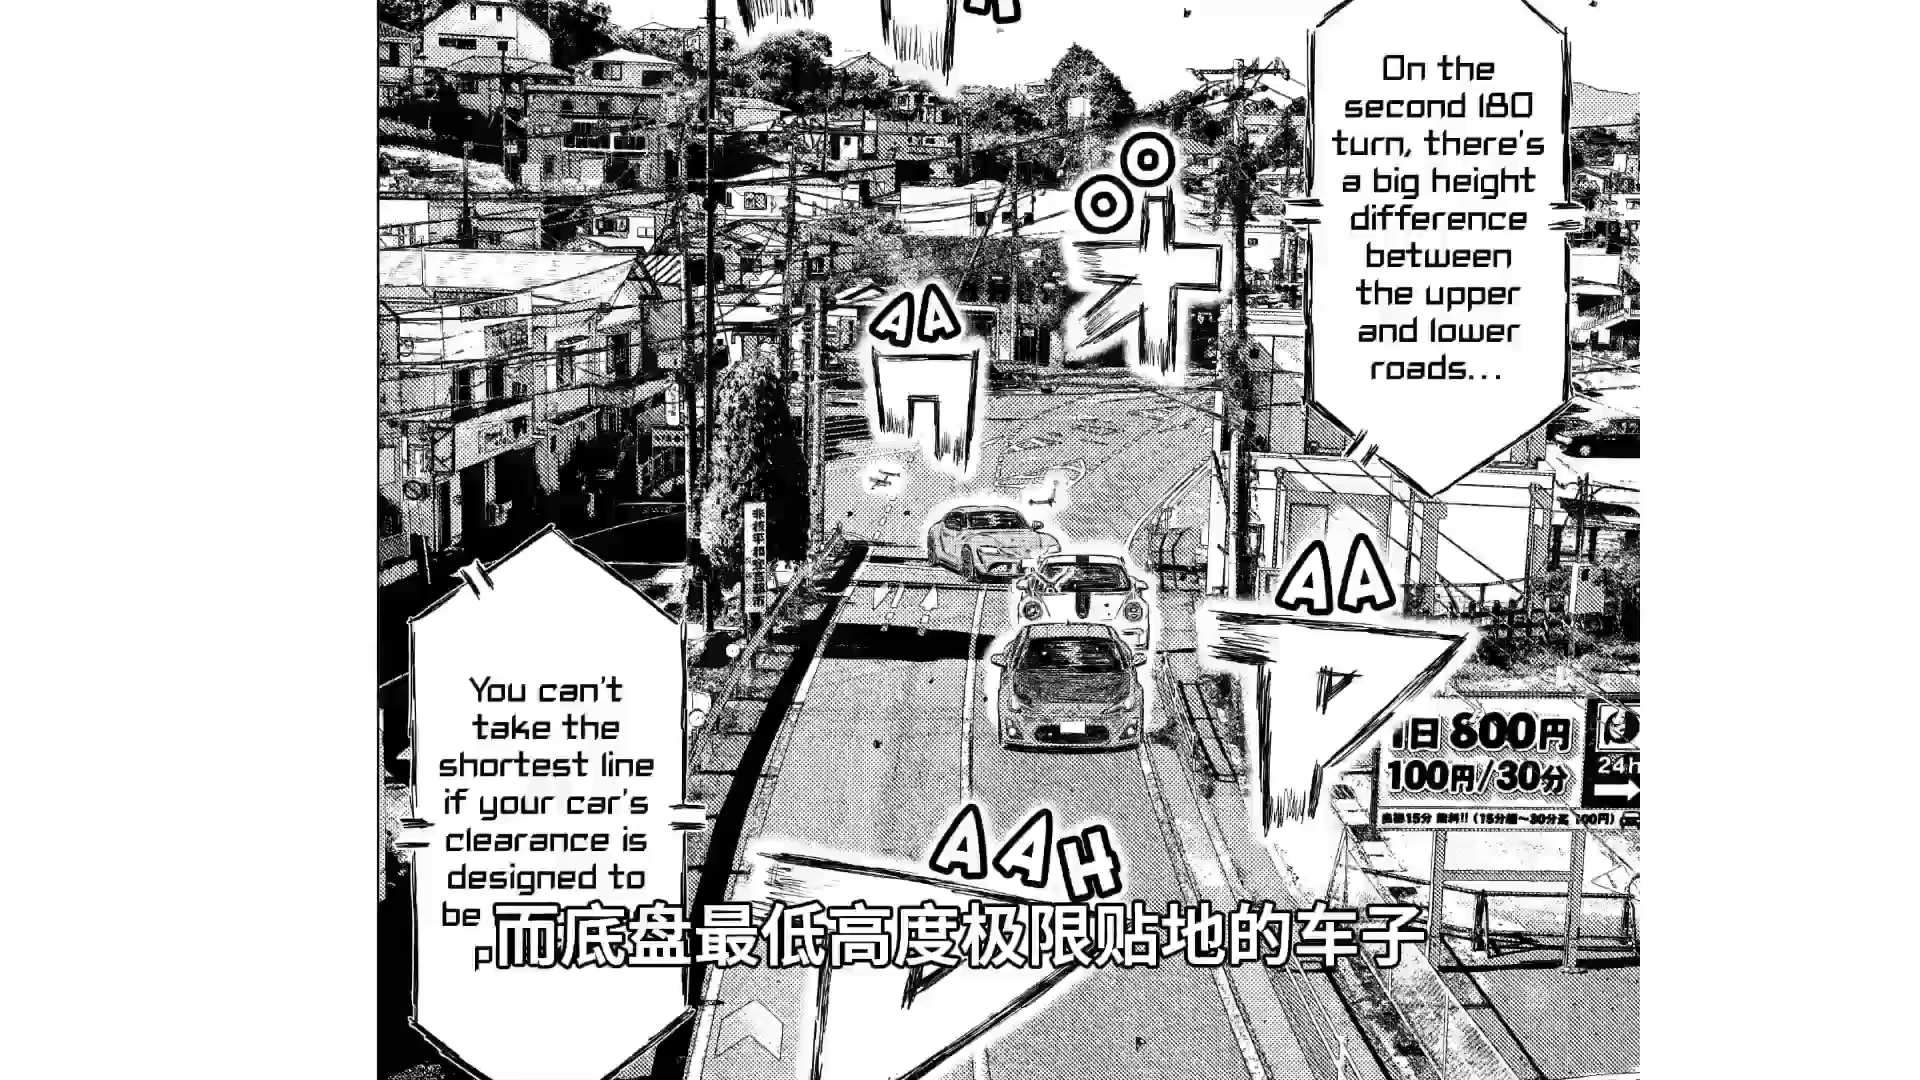 On the
second 180
turn, there's
a big height
difference
between
the upper
and lower
roads...
オ
AA
AA
1日800円
100円/30分
24h
You can't
take the
shortest line
if your car's
clearance is
designed to
be
AAH
而底盘最低高度极限贴地的车子